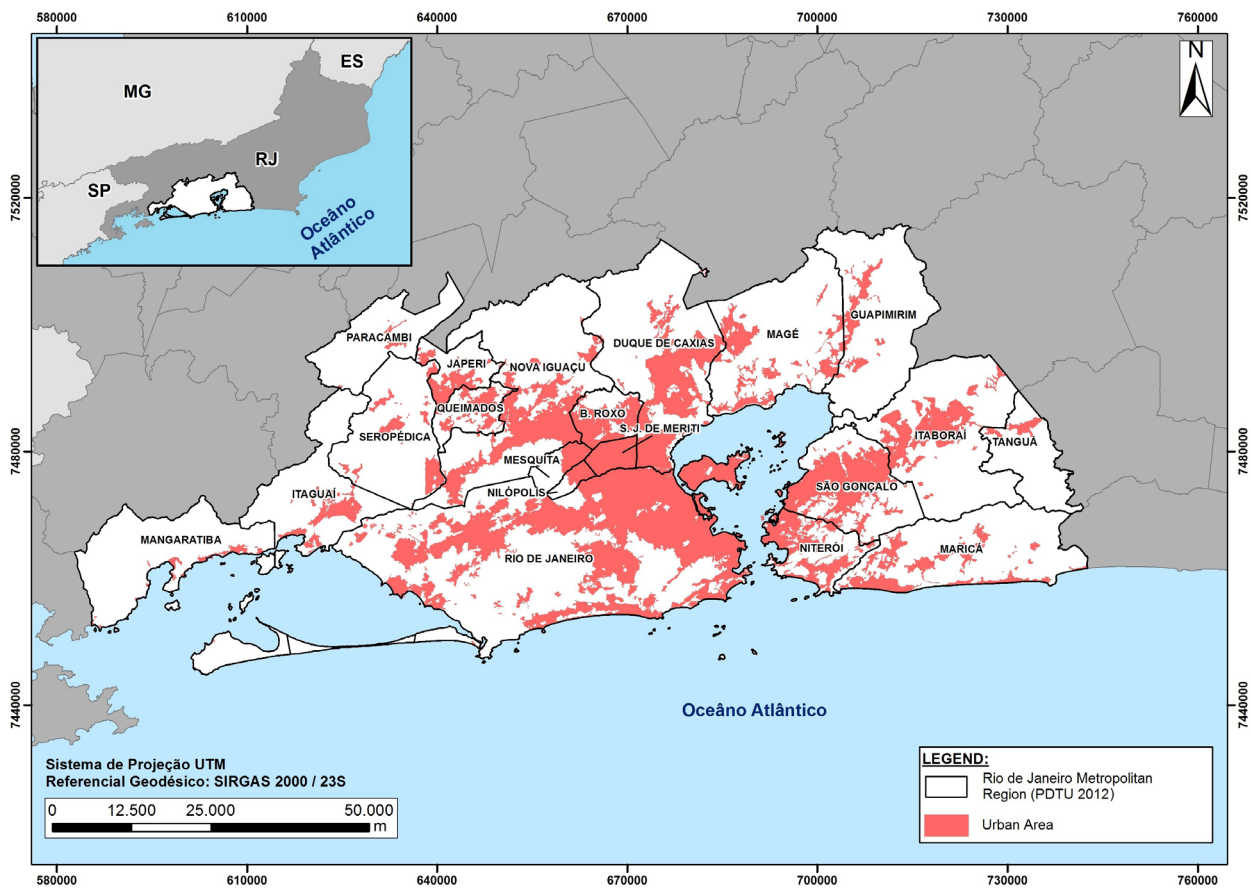 580000 610000 640000 670000 700000 730000 760000
ES
MG
RJ
SP
Oceâno
Atlântico
N
7520000 7520000
7480000 7480000
7440000 7440000
GUAPIMIRIM
MAGÉ
PARACAMBI
DUQUE DE CAXIAS
JAPERI
NOVA IGUAÇU
QUEIMADOS
B. ROXO
S. J. DE MERITI
SEROPÉDICA
ITABORAÍ
TANGUÁ
MESQUITA
SÃO GONÇALO
NILÓPOLIS
ITAGUAÍ
MANGARATIBA
NITERÓI
MARICÁ
RIO DE JANEIRO
Oceâno Atlântico
Sistema de Projeção UTM
Referencial Geodésico: SIRGAS 2000 / 23S
0 12.500 25.000 50.000
m
LEGEND:
Rio de Janeiro Metropolitan
Region (PDTU 2012)
Urban Area
580000 610000 640000 670000 700000 730000 760000